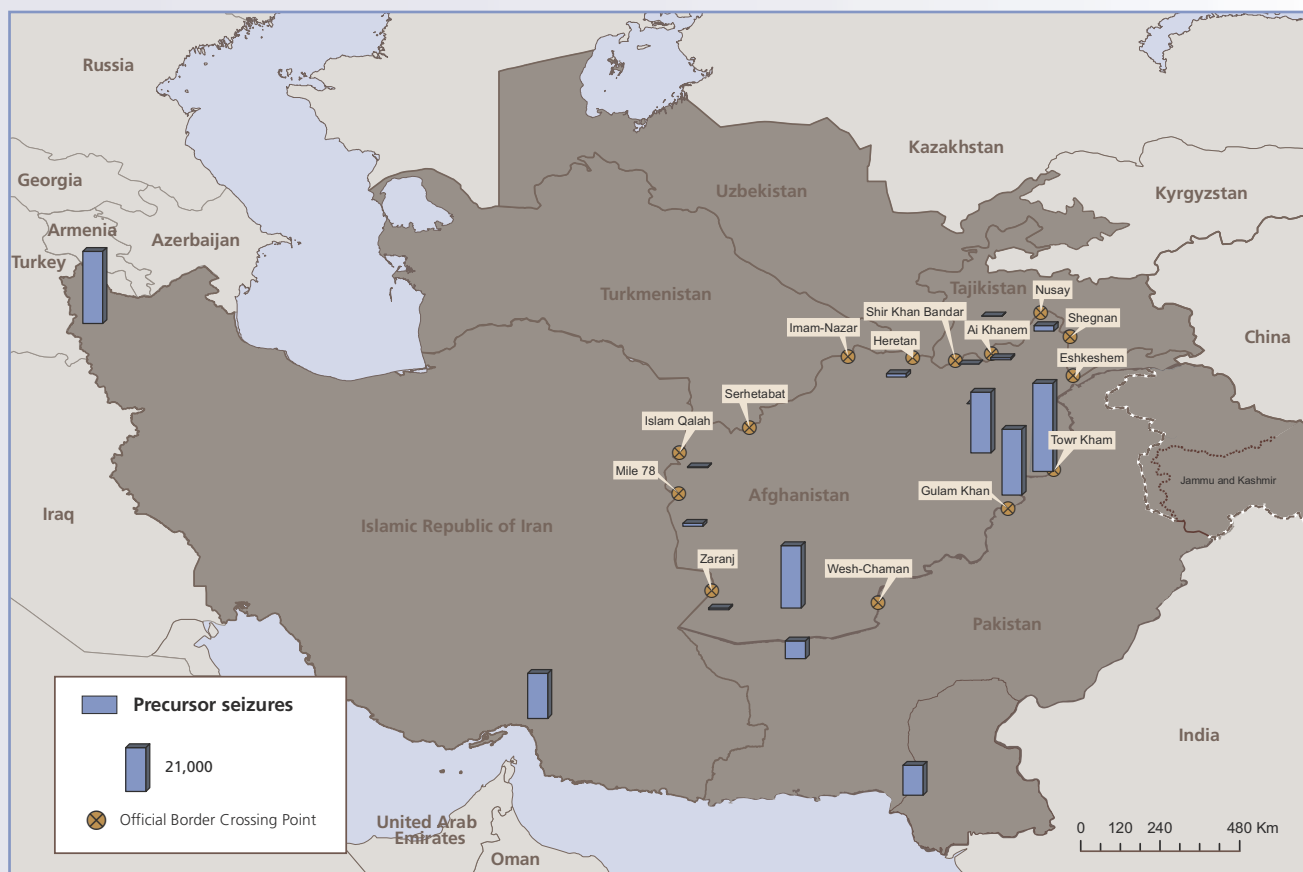 Russia
Kazakhstan
Georgia
Uzbekistan
Kyrgyzstan
Armenia
Azerbaijan
Turkey
Turkmenistan
Tajikistan
Nusay
Shir Khan Bandar
Shegnan
Imam-Nazar
Ai Khanem
Heretan
China
Eshkeshem
Serhetabat
Islam Qalah
Towr Kham
Mile 78
Jammu and Kashmir
Afghanistan
Gulam Khan
Iraq
Islamic Republic of Iran
Zaranj
Wesh-Chaman
Pakistan
Precursor seizures
21,000
Official Border Crossing Point
India
United Arab
Emirates
Oman
0 120 240 480 Km